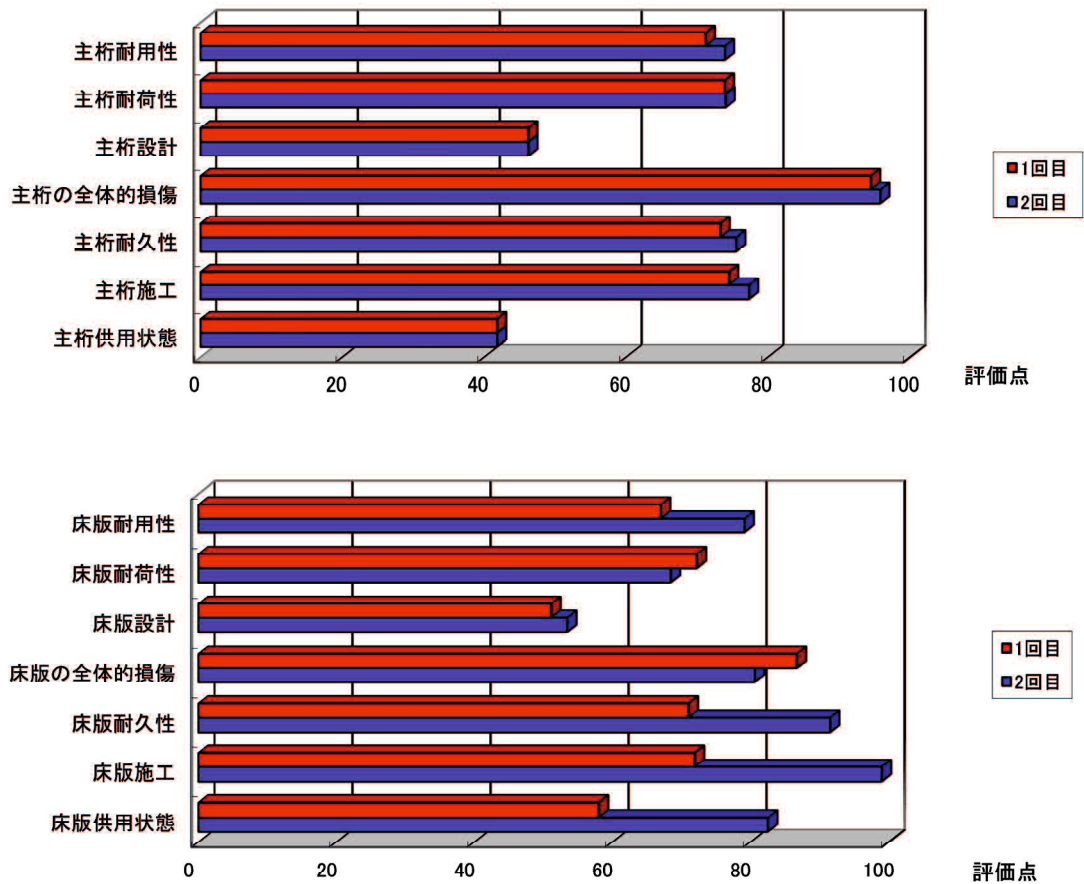 主桁耐用性
主桁耐荷性
主桁設計
主桁の全体的損傷
主桁耐久性
主桁施工
主桁供用状態
0 20 40 60 80 100 評価点
1回目
2回目
床版耐用性
床版耐荷性
床版設計
床版の全体的損傷
床版耐久性
床版施工
床版供用状態
0 20 40 60 80 100 評価点
1回目
2回目